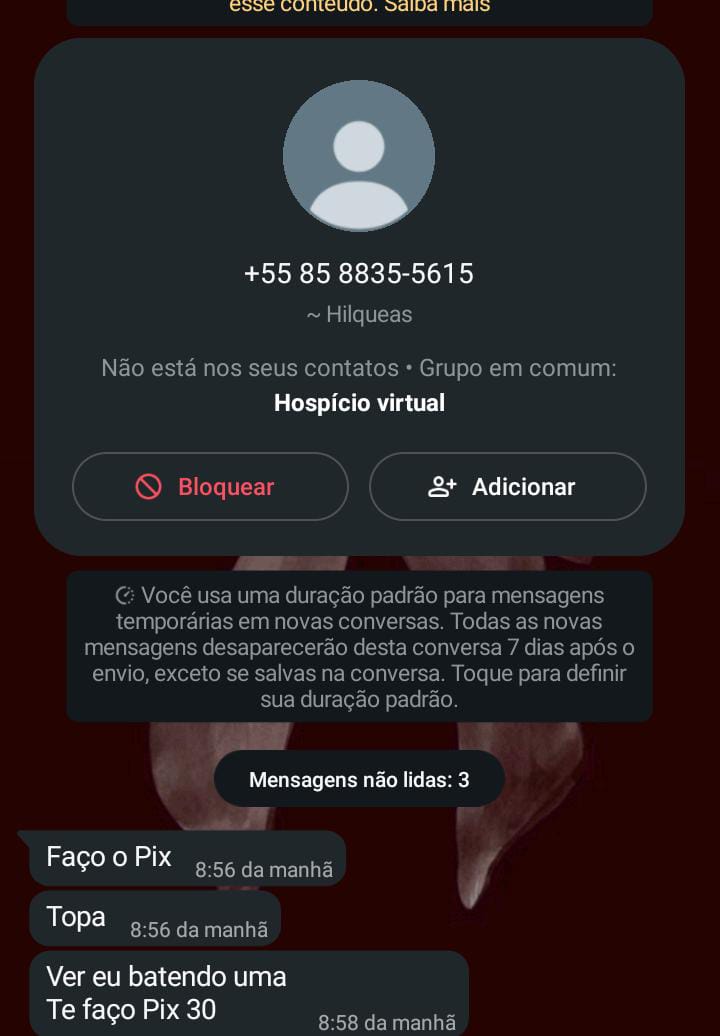 esse conteúdo. Saiba mais
+55 85 8835-5615
~ Hilqueas
Não está nos seus contatos • Grupo em comum:
Hospício virtual
Bloquear
Adicionar
Você usa uma duração padrão para mensagens
temporárias em novas conversas. Todas as novas
mensagens desaparecerão desta conversa 7 dias após o
envio, exceto se salvas na conversa. Toque para definir
sua duração padrão.
Mensagens não lidas: 3
Faço o Pix 8:56 da manhã
Topa 8:56 da manhã
Ver eu batendo uma
Te faço Pix 30 8:58 da manhã